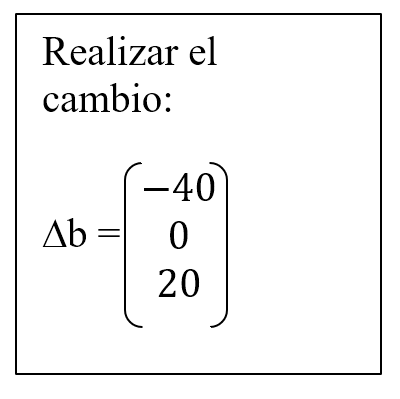 Realizar el
cambio:
−40
Δb = 0
20